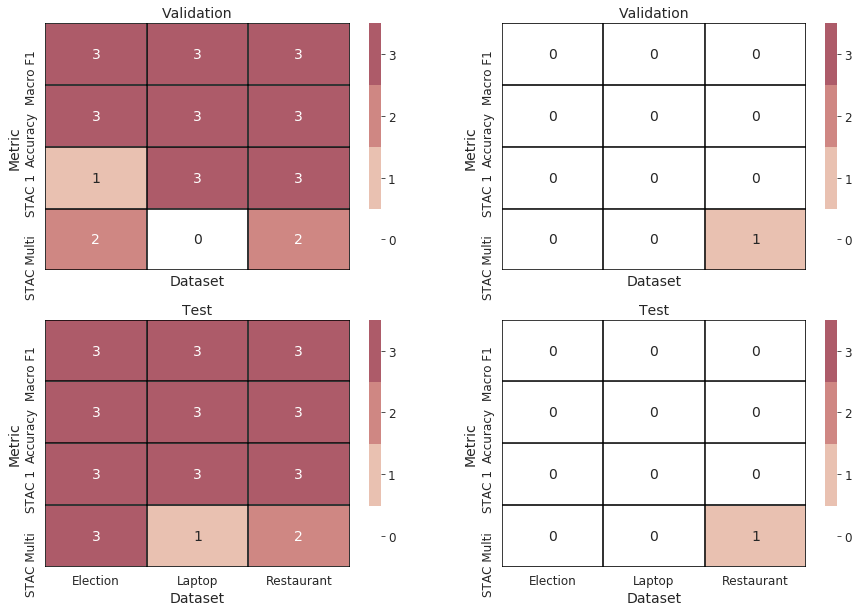 Validation
Metric
Macro F1
Accuracy
STAC 1
STAC Multi
3 3 3
3 3 3
1 3 3
2 0 2
3
2
1
0
Dataset
Validation
Metric
Macro F1
Accuracy
STAC 1
STAC Multi
0 0 0
0 0 0
0 0 0
0 0 1
3
2
1
0
Dataset
Test
Metric
Macro F1
Accuracy
STAC 1
STAC Multi
3 3 3
3 3 3
3 3 3
3 1 2
3
2
1
0
Election Laptop Restaurant
Dataset
Test
Metric
Macro F1
Accuracy
STAC 1
STAC Multi
0 0 0
0 0 0
0 0 0
0 0 1
3
2
1
0
Election Laptop Restaurant
Dataset